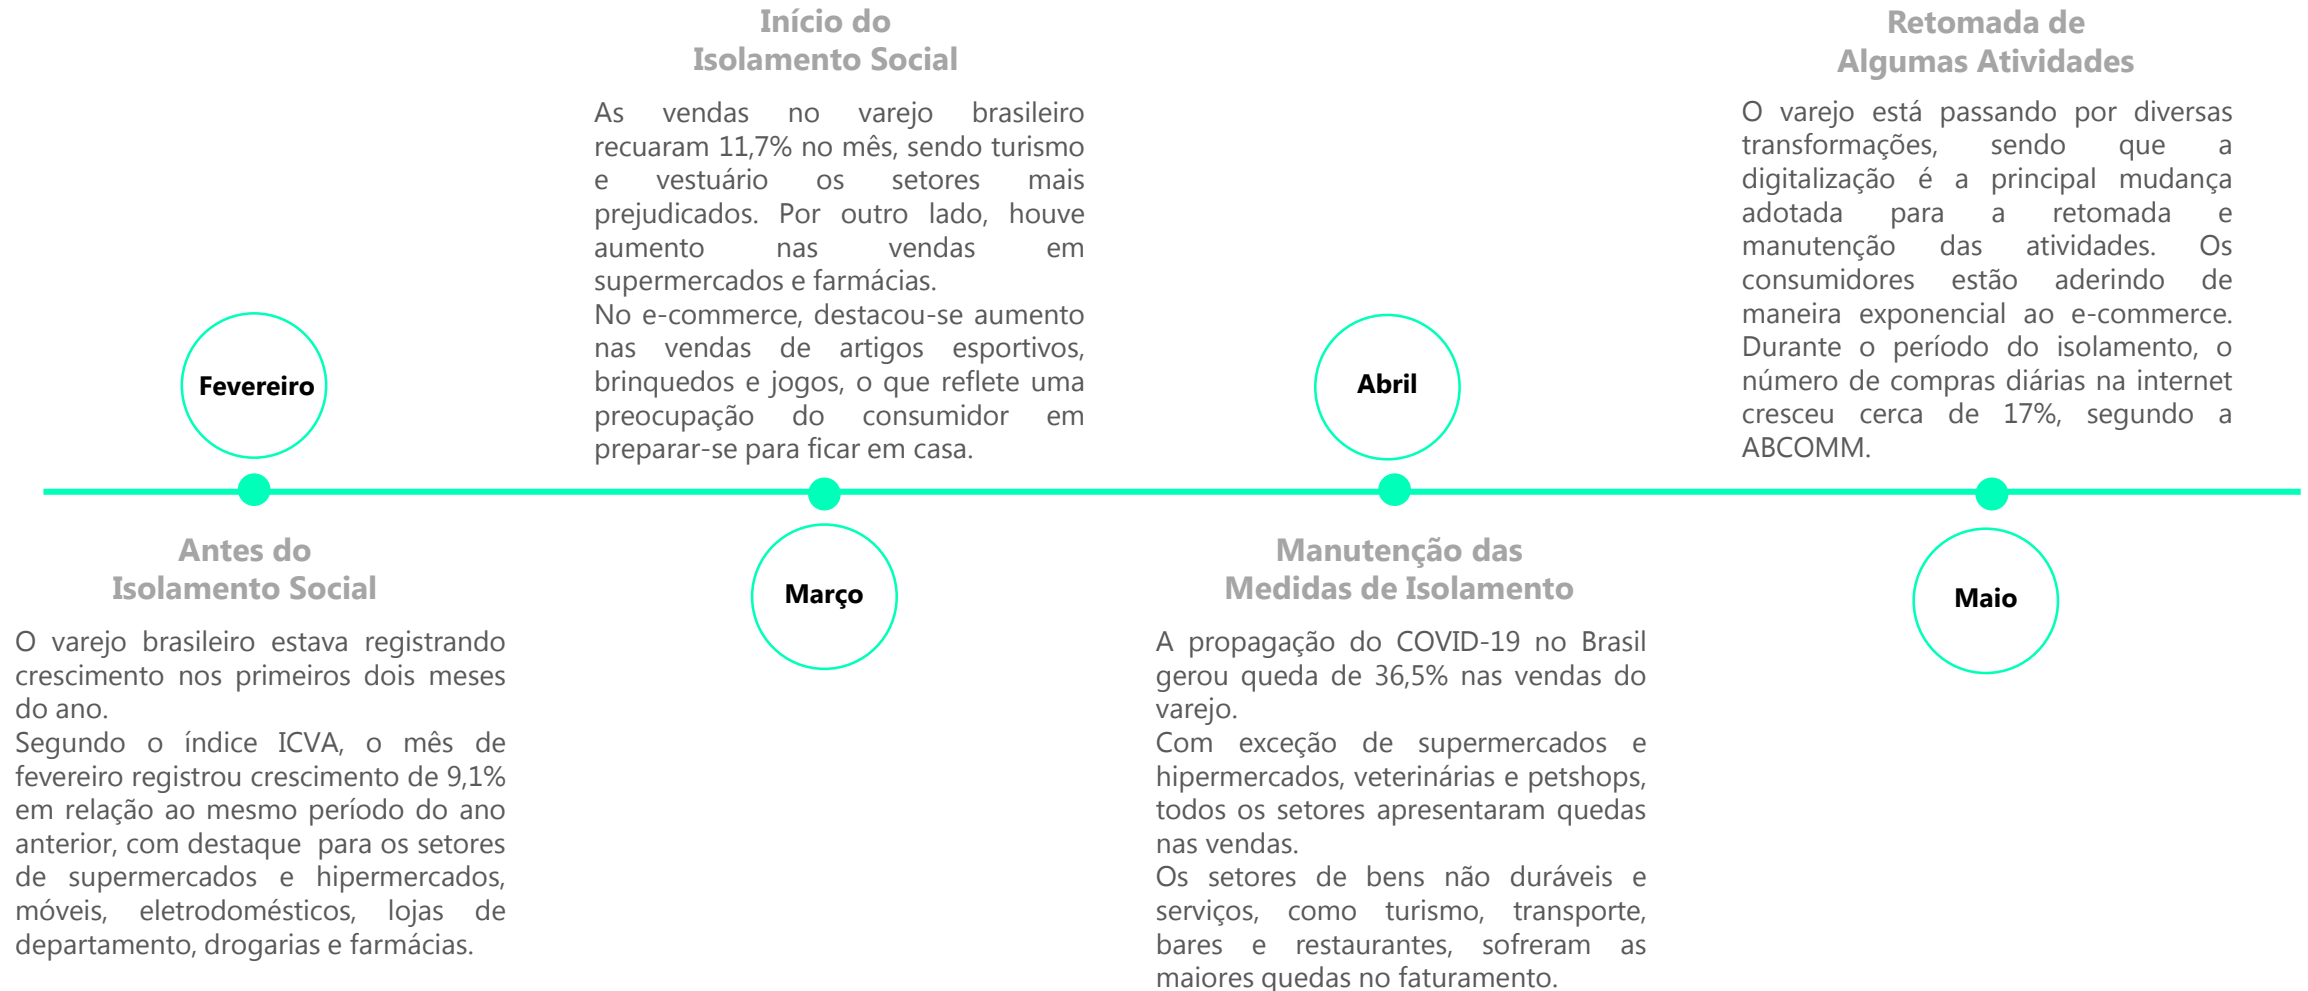 Fevereiro
Antes do
Isolamento Social
O varejo brasileiro estava registrando
crescimento nos primeiros dois meses
do ano.
Segundo o índice ICVA, o mês de
fevereiro registrou crescimento de 9,1%
em relação ao mesmo período do ano
anterior, com destaque para os setores
de supermercados e hipermercados,
móveis, eletrodomésticos, lojas de
departamento, drogarias e farmácias.
Início do
Isolamento Social
As vendas no varejo brasileiro
recuaram 11,7% no mês, sendo turismo
e vestuário os setores mais
prejudicados. Por outro lado, houve
aumento nas vendas em
supermercados e farmácias.
No e-commerce, destacou-se aumento
nas vendas de artigos esportivos,
brinquedos e jogos, o que reflete uma
preocupação do consumidor em
preparar-se para ficar em casa.
Março
Abril
Manutenção das
Medidas de Isolamento
A propagação do COVID-19 no Brasil
gerou queda de 36,5% nas vendas do
varejo.
Com exceção de supermercados e
hipermercados, veterinárias e petshops,
todos os setores apresentaram quedas
nas vendas.
Os setores de bens não duráveis e
serviços, como turismo, transporte,
bares e restaurantes, sofreram as
maiores quedas no faturamento.
Retomada de
Algumas Atividades
O varejo está passando por diversas
transformações, sendo que a
digitalização é a principal mudança
adotada para a retomada e
manutenção das atividades. Os
consumidores estão aderindo de
maneira exponencial ao e-commerce.
Durante o período do isolamento, o
número de compras diárias na internet
cresceu cerca de 17%, segundo a
ABCOMM.
Maio